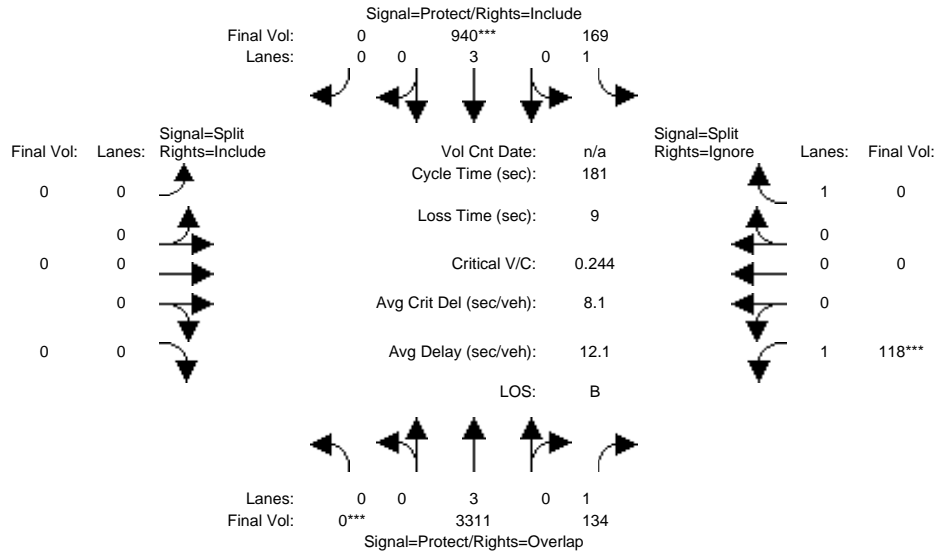 Signal=Protect/Rights=Include
Final Vol: 0 940*** 169
Lanes: 0 0 3 0 1
Signal=Split Signal=Split
Final Vol: Lanes: Rights=Include Vol Cnt Date: n/a Rights=Ignore Lanes: Final Vol:
Cycle Time (sec): 181
0 0 1 0
Loss Time (sec): 9
0 0
0 0 Critical V/C: 0.244 0 0
0 Avg Crit Del (sec/veh): 8.1 0
0 0 Avg Delay (sec/veh): 12.1 1 118***
LOS: B
Lanes: 0 0 3 0 1
Final Vol: 0*** 3311 134
Signal=Protect/Rights=Overlap